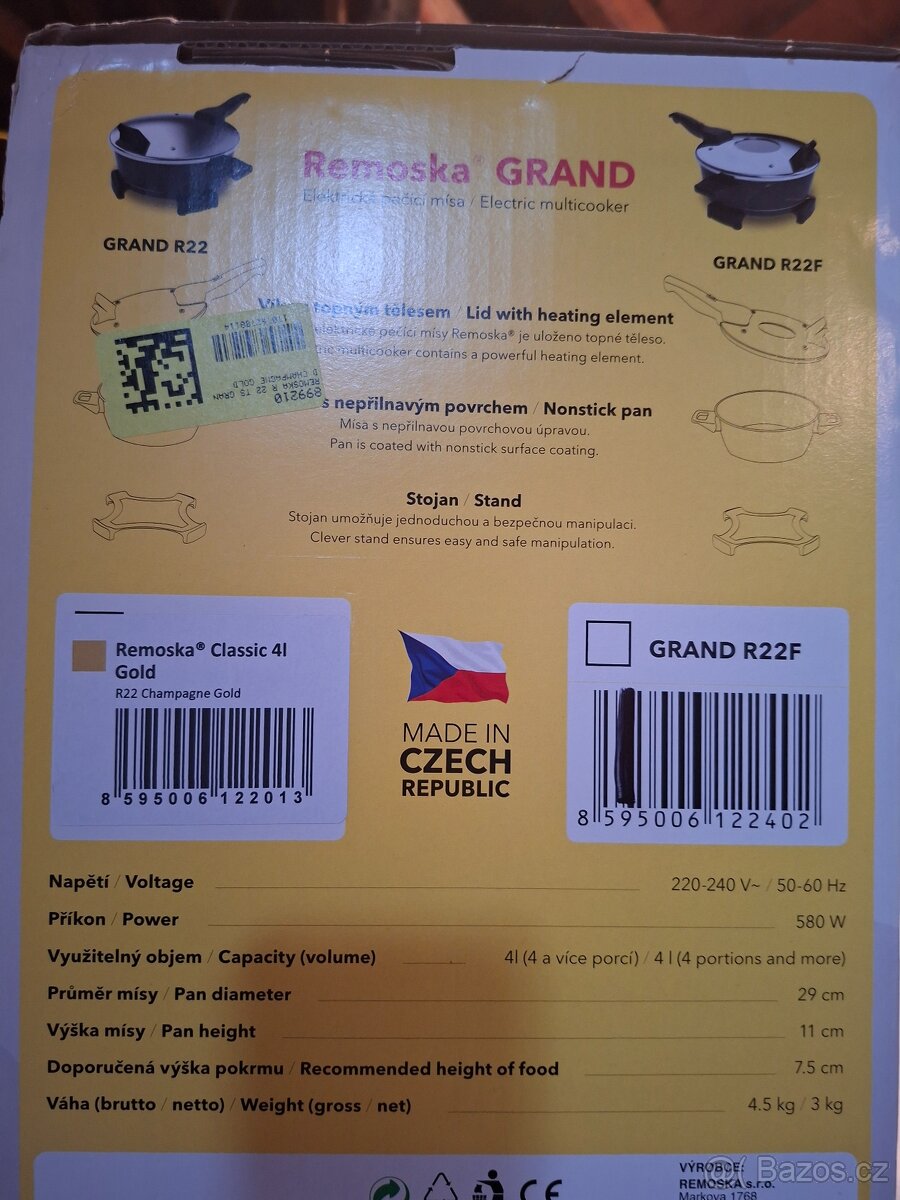 Remoska® GRAND
Elektrická pečicí mísa / Electric multicooker
GRAND R22
GRAND R22F
topným tělesem / Lid with heating element
elektrické pečicí mísy Remoska® je uloženo topné těleso.
multicooker contains a powerful heating element.
899210
REMOSKA R 22 TS GRAN
D CHAMPAGNE GOLD
s nepřilnavým povrchem / Nonstick pan
Mísa s nepřilnavou povrchovou úpravou.
Pan is coated with nonstick surface coating.
Stojan / Stand
Stojan umožňuje jednoduchou a bezpečnou manipulaci.
Clever stand ensures easy and safe manipulation.
Remoska® Classic 4l
Gold
R22 Champagne Gold
8 595006 122013
MADE IN
CZECH
REPUBLIC
GRAND R22F
8 595006 122402
Napětí / Voltage 220-240 V~ / 50-60 Hz
Příkon / Power 580 W
Využitelný objem / Capacity (volume) 4l (4 a více porcí) / 4 l (4 portions and more)
Průměr mísy / Pan diameter 29 cm
Výška mísy / Pan height 11 cm
Doporučená výška pokrmu / Recommended height of food 7.5 cm
Váha (brutto / netto) / Weight (gross / net) 4.5 kg / 3 kg
CE
VÝROBCE:
REMOSKA s.r.o.
Markova 1768
Bazos.cz